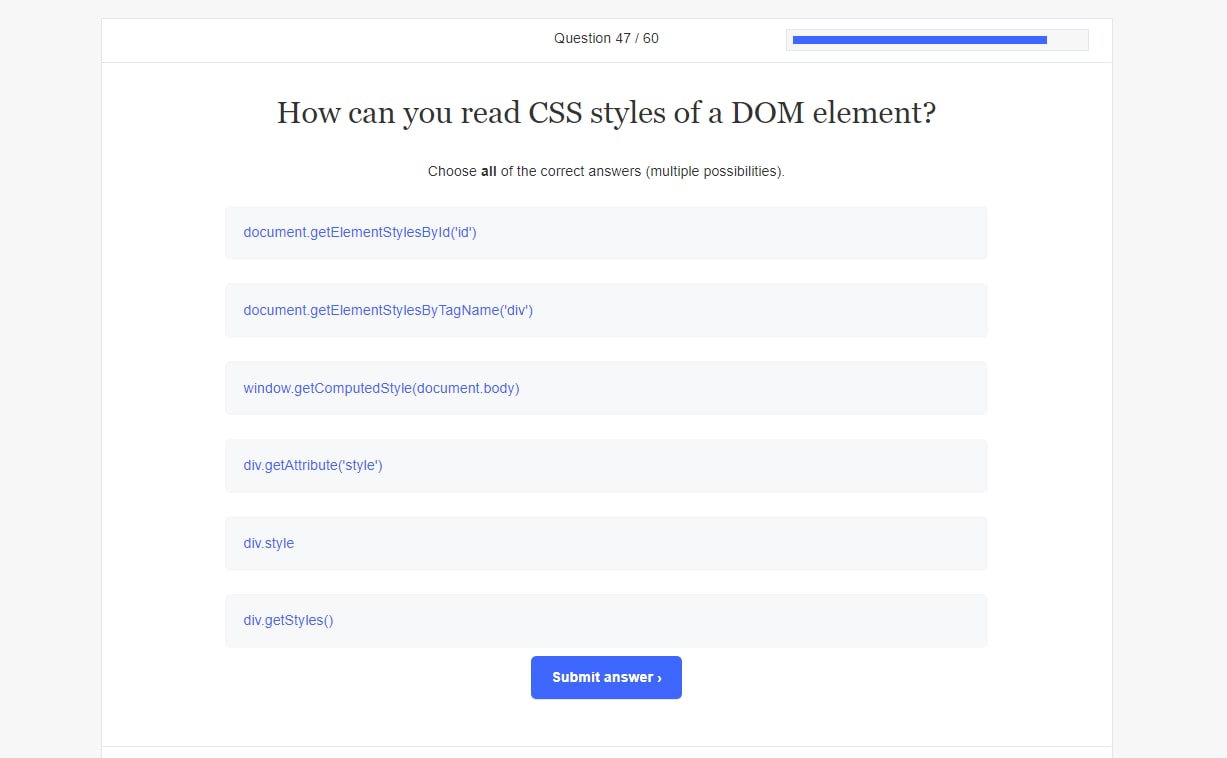 Question 47 / 60
How can you read CSS styles of a DOM element?
Choose all of the correct answers (multiple possibilities).
document.getElementStylesById('id')
document.getElementStylesByTagName('div')
window.getComputedStyle(document.body)
div.getAttribute('style')
div.style
div.getStyles()
Submit answer ›